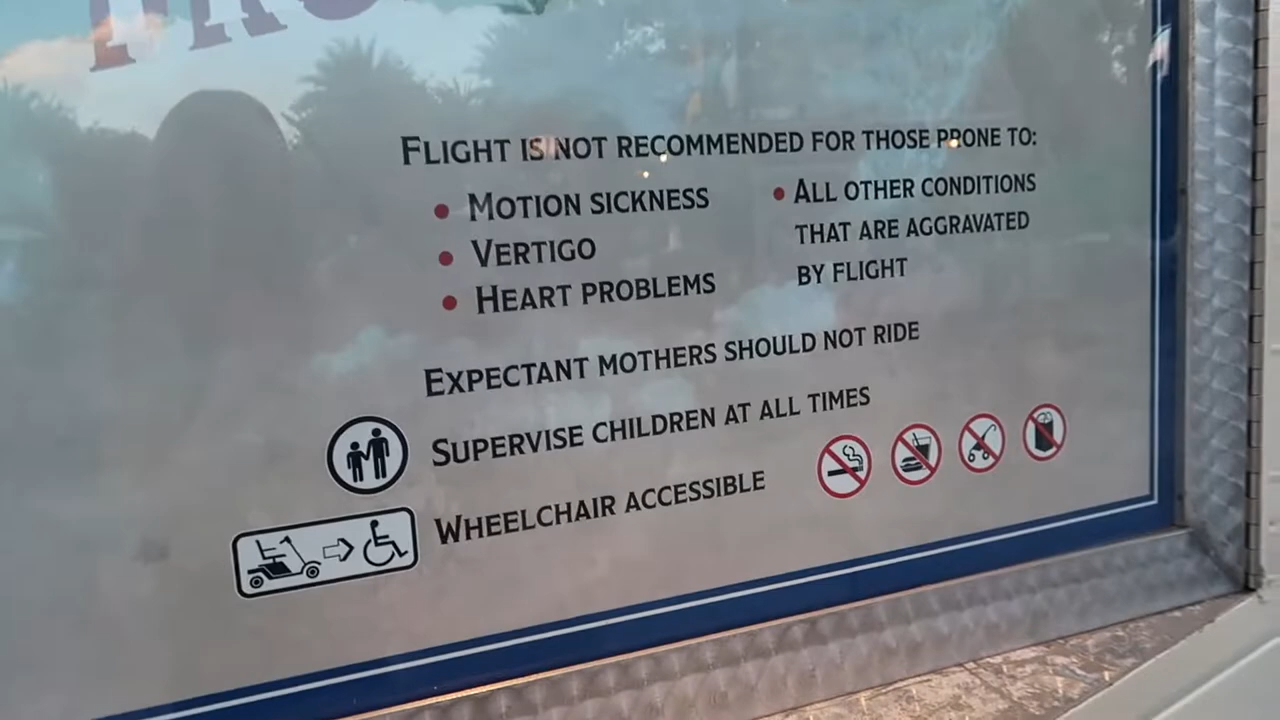 FLIGHT IS NOT RECOMMENDED FOR THOSE PRONE TO:
• MOTION SICKNESS
• VERTIGO
• HEART PROBLEMS
• ALL OTHER CONDITIONS
THAT ARE AGGRAVATED
BY FLIGHT
EXPECTANT MOTHERS SHOULD NOT RIDE
SUPERVISE CHILDREN AT ALL TIMES
WHEELCHAIR ACCESSIBLE